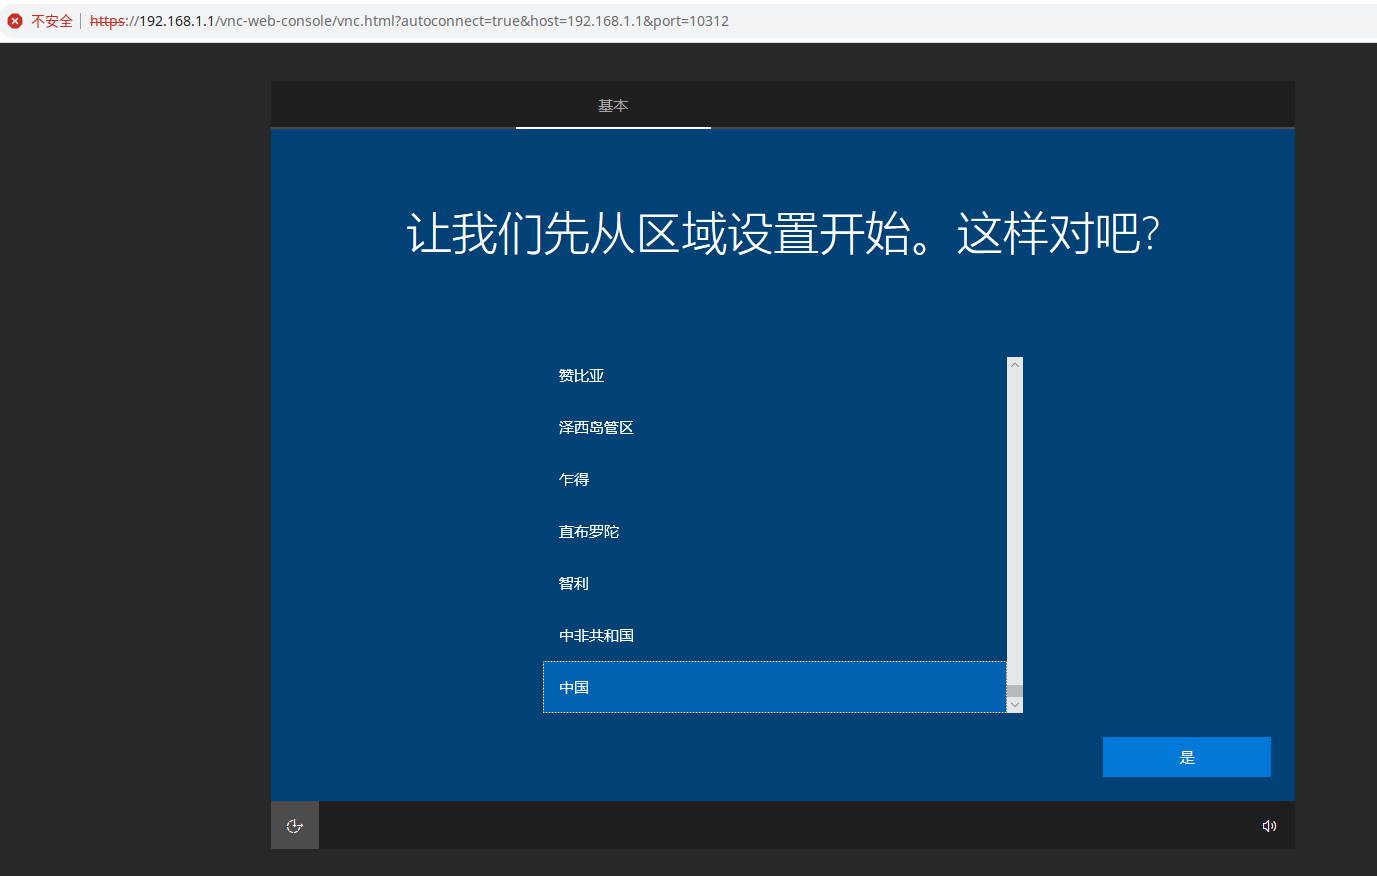 不安全 https://192.168.1.1/vnc-web-console/vnc.html?autoconnect=true&host=192.168.1.1&port=10312
基本
让我们先从区域设置开始。这样对吧?
赞比亚
泽西岛管区
乍得
直布罗陀
智利
中非共和国
中国
是